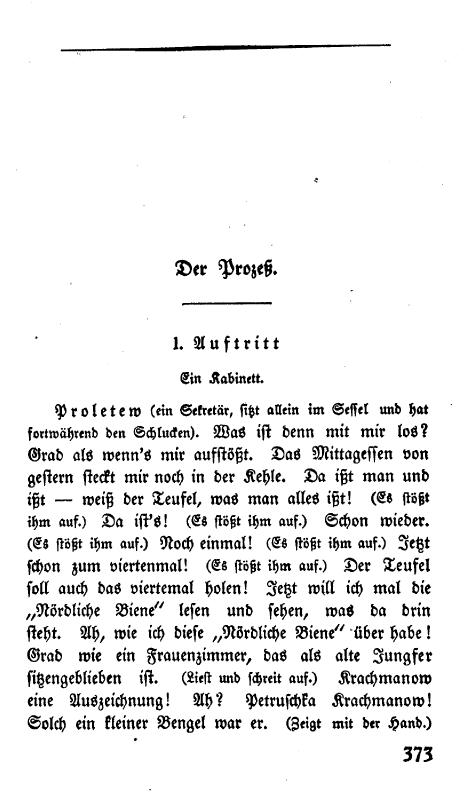 Der Prozeß.
1. Auftritt
Ein Kabinett.
Proletew (ein Sekretär, sitzt allein im Sessel und hat
fortwährend den Schlucken). Was ist denn mit mir los?
Grad als wenn's mir aufstößt. Das Mittagessen von
gestern steckt mir noch in der Kehle. Da ißt man und
ißt — weiß der Teufel, was man alles ißt! (Es stößt
ihm auf.) Da ist's! (Es stößt ihm auf.) Schon wieder.
(Es stößt ihm auf.) Noch einmal! (Es stößt ihm auf.) Jetzt
schon zum viertenmal! (Es stößt ihm auf.) Der Teufel
soll auch das viertemal holen! Jetzt will ich mal die
„Nördliche Biene“ lesen und sehen, was da drin
steht. Ah, wie ich diese „Nördliche Biene“ über habe!
Grad wie ein Frauenzimmer, das als alte Jungfer
sitzengeblieben ist. (Liest und schreit auf.) Krachmanow
eine Auszeichnung! Ah? Petruschka Krachmanow!
Solch ein kleiner Bengel war er. (Zeigt mit der Hand.)
373